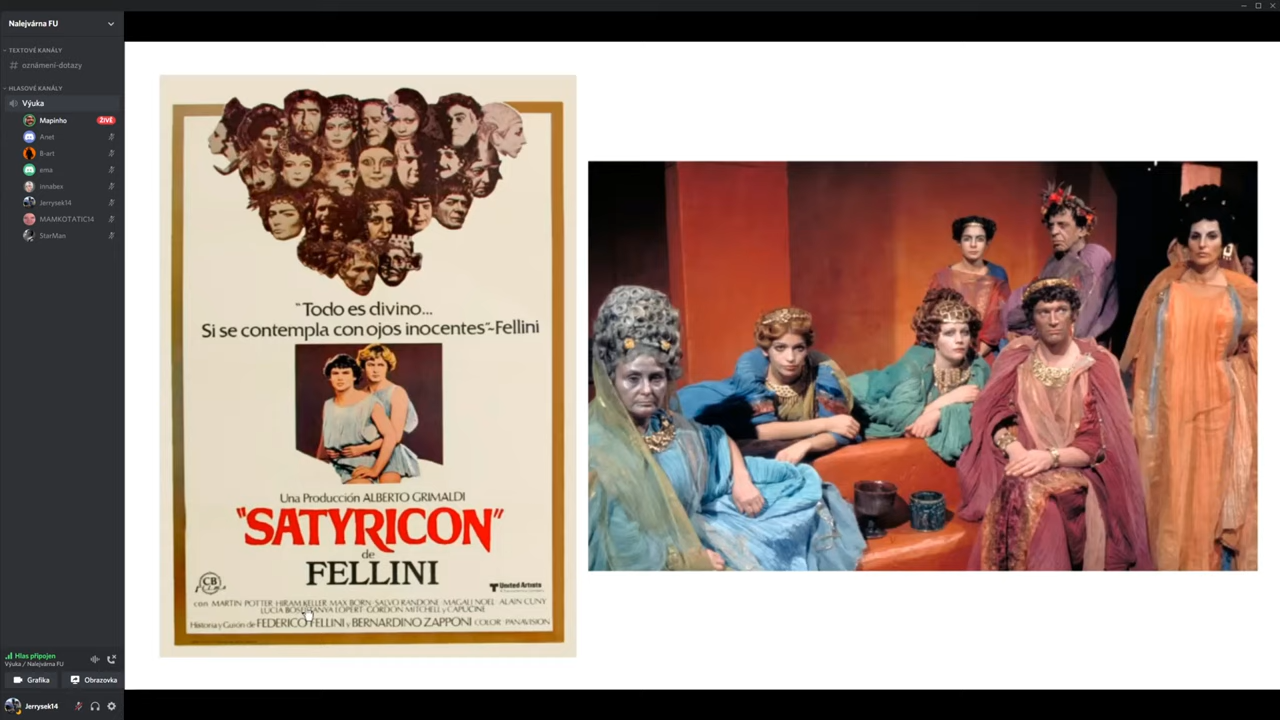 Nalejvárna FU
TEXTOVÉ KANÁLY
# oznámení-dotazy
HLASOVÉ KANÁLY
Výuka
Mapinho ŽIVĚ
Anet
B-art
ema
innabex
Jerrysek14
MAMKOTATIC14
StarMan
Hlas připojen
Výuka / Nalejvárna FU
Grafika Obrazovka
Jerrysek14
"Todo es divino...
Si se contempla con ojos inocentes"-Fellini
Una Producción ALBERTO GRIMALDI
"SATYRICON"
de
FELLINI
CB
films
United Artists
con MARTIN POTTER HIRAM KELLER MAX BORN SALVO RANDONE MAGALI NOEL ALAIN CUNY
LUCIA BOSE TANYA LOPERT GORDON MITCHELL y CAPUCINE
Historia y Guión de FEDERICO FELLINI y BERNARDINO ZAPPONI COLOR PANAVISION